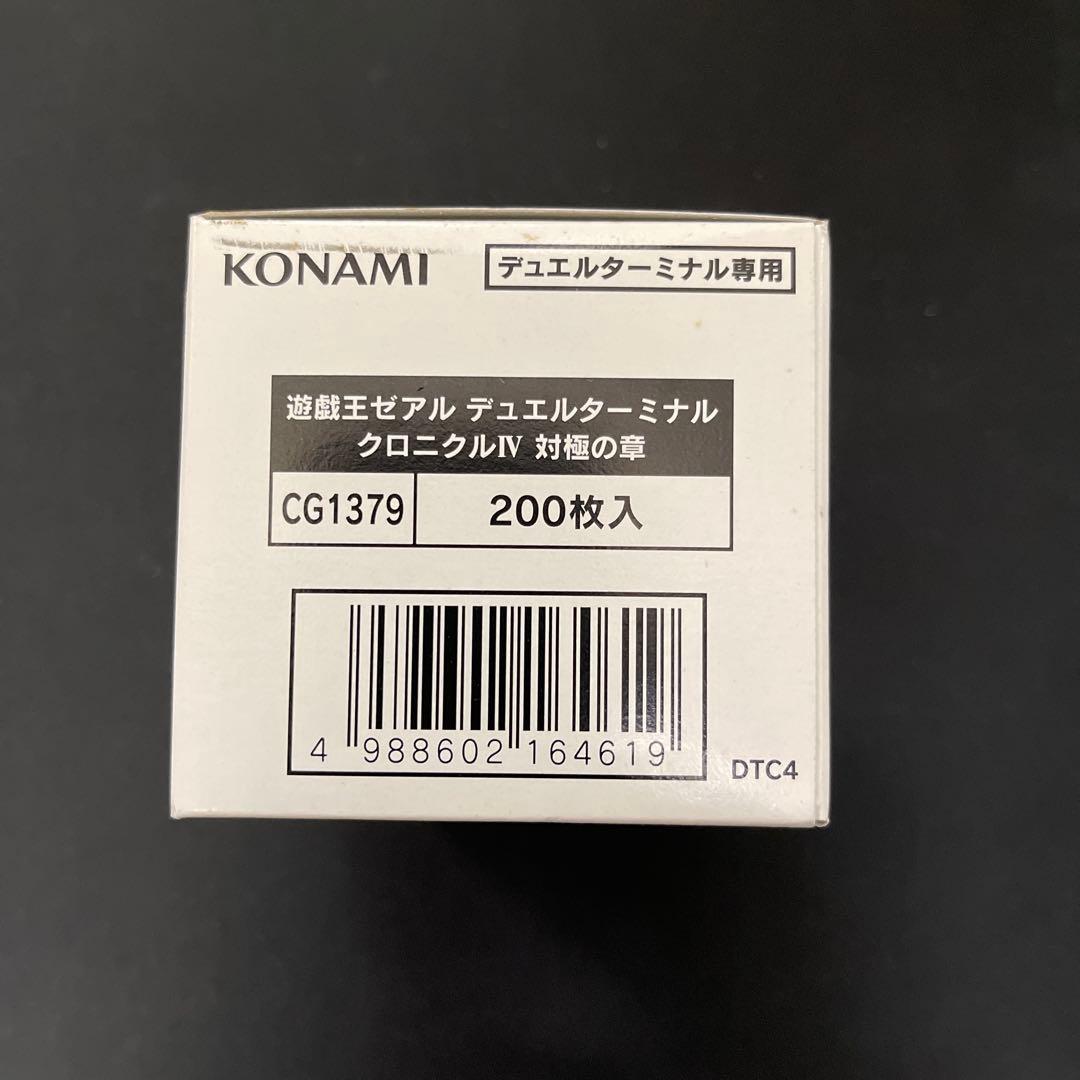 KONAMI
デュエルターミナル専用
遊戯王ゼアル デュエルターミナル
クロニクルⅣ 対極の章
CG1379
200枚入
4 988602 164619
DTC4